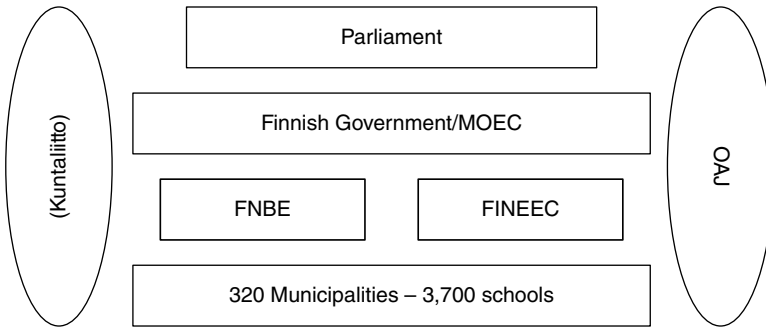 Parliament
(Kuntaliitto)
Finnish Government/MOEC
OAJ
FNBE
FINEEC
320 Municipalities – 3,700 schools